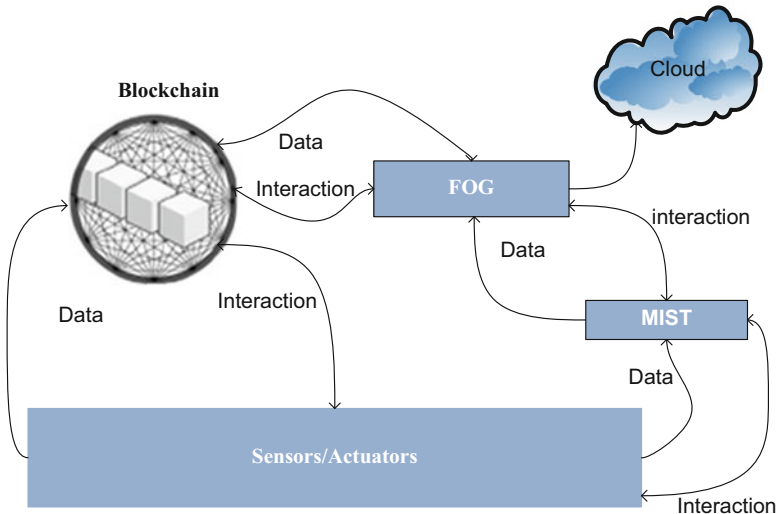 Cloud
Blockchain
Data
Interaction
FOG
interaction
Data
Interaction
Data
MIST
Data
Sensors/Actuators
Interaction